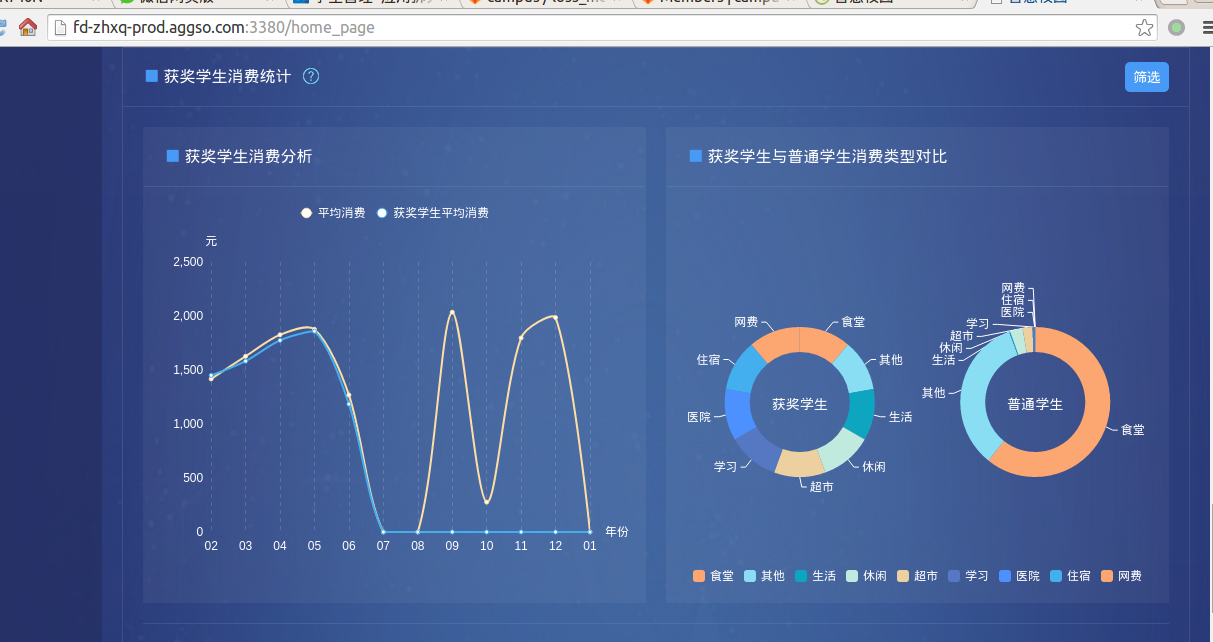 fd-zhxq-prod.aggso.com:3380/home_page
获奖学生消费统计 ?
筛选
获奖学生消费分析
平均消费 获奖学生平均消费
元
2,500
2,000
1,500
1,000
500
0
02 03 04 05 06 07 08 09 10 11 12 01
年份
获奖学生与普通学生消费类型对比
网费 食堂
住宿 其他
医院 获奖学生 生活
学习 休闲
超市
网费
住宿
医院
学习
超市
休闲
生活
其他 普通学生
食堂
食堂 其他 生活 休闲 超市 学习 医院 住宿 网费